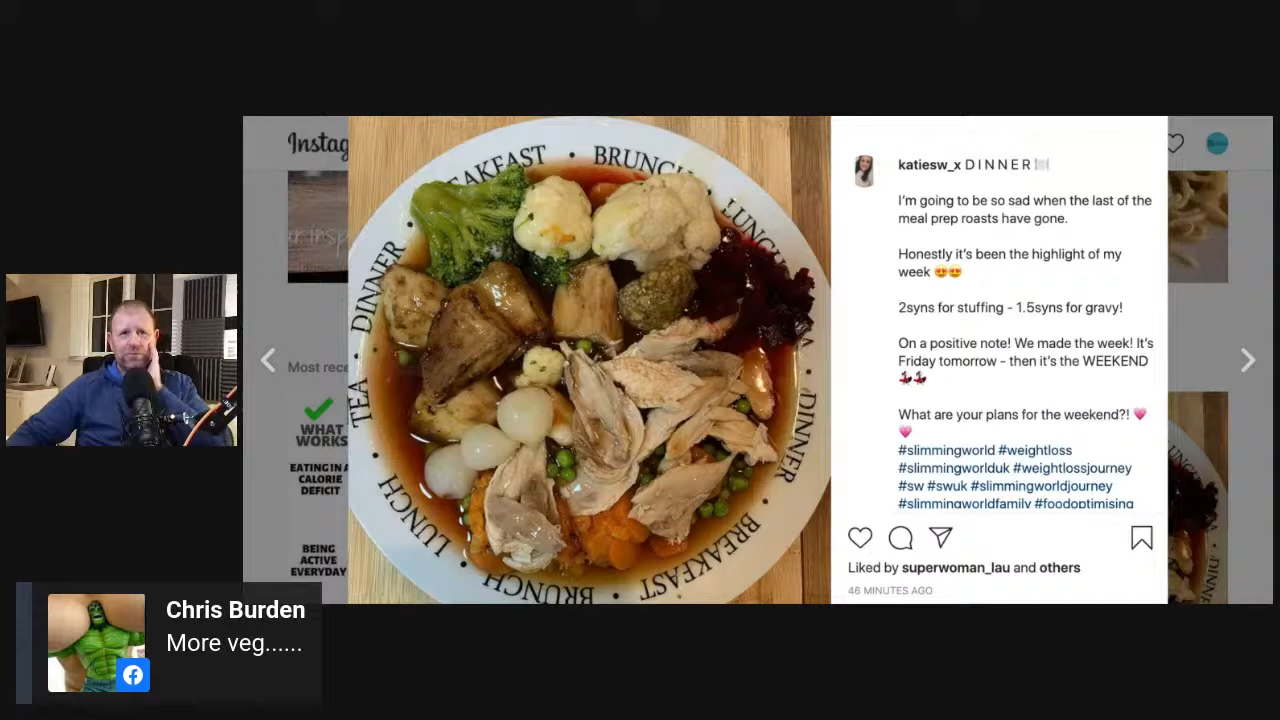 Instag
Most rece
WHAT
WORKS
EATING IN A
CALORIE
DEFICIT
BEING
ACTIVE
EVERYDAY
BREAKFAST • BRUNCH • LUNCH
DINNER
TEA
LUNCH
BRUNCH
BREAKFAST
DINNER
katiesw_x D I N N E R 🍽
I'm going to be so sad when the last of the
meal prep roasts have gone.
Honestly it's been the highlight of my
week 😍😍
2syns for stuffing - 1.5syns for gravy!
On a positive note! We made the week! It's
Friday tomorrow - then it's the WEEKEND
💃💃
What are your plans for the weekend?! 💗
💗
#slimmingworld #weightloss
#slimmingworlduk #weightlossjourney
#sw #swuk #slimmingworldjourney
#slimmingworldfamily #foodoptimising
Liked by superwoman_lau and others
46 MINUTES AGO
DINNER
Chris Burden
More veg......